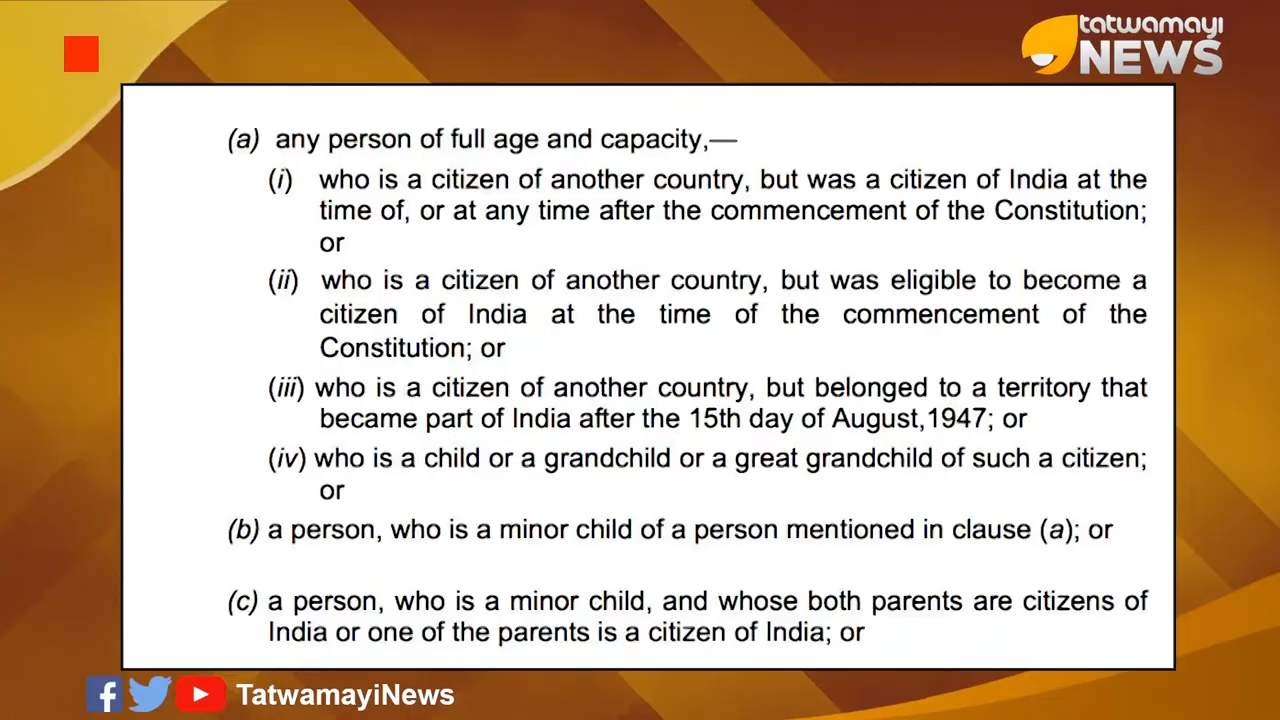 tatwamayi
NEWS
(a) any person of full age and capacity,—
(i) who is a citizen of another country, but was a citizen of India at the
time of, or at any time after the commencement of the Constitution;
or
(ii) who is a citizen of another country, but was eligible to become a
citizen of India at the time of the commencement of the
Constitution; or
(iii) who is a citizen of another country, but belonged to a territory that
became part of India after the 15th day of August,1947; or
(iv) who is a child or a grandchild or a great grandchild of such a citizen;
or
(b) a person, who is a minor child of a person mentioned in clause (a); or
(c) a person, who is a minor child, and whose both parents are citizens of
India or one of the parents is a citizen of India; or
TatwamayiNews